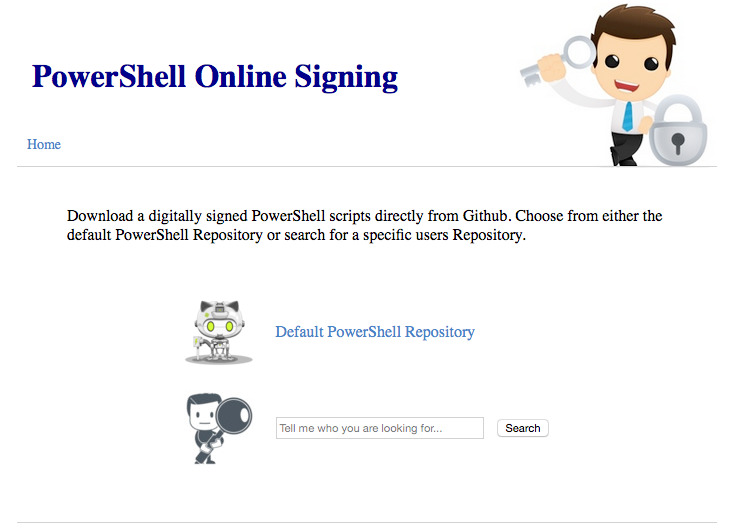 PowerShell Online Signing
Home
Download a digitally signed PowerShell scripts directly from Github. Choose from either the
default PowerShell Repository or search for a specific users Repository.
Default PowerShell Repository
Tell me who you are looking for... Search